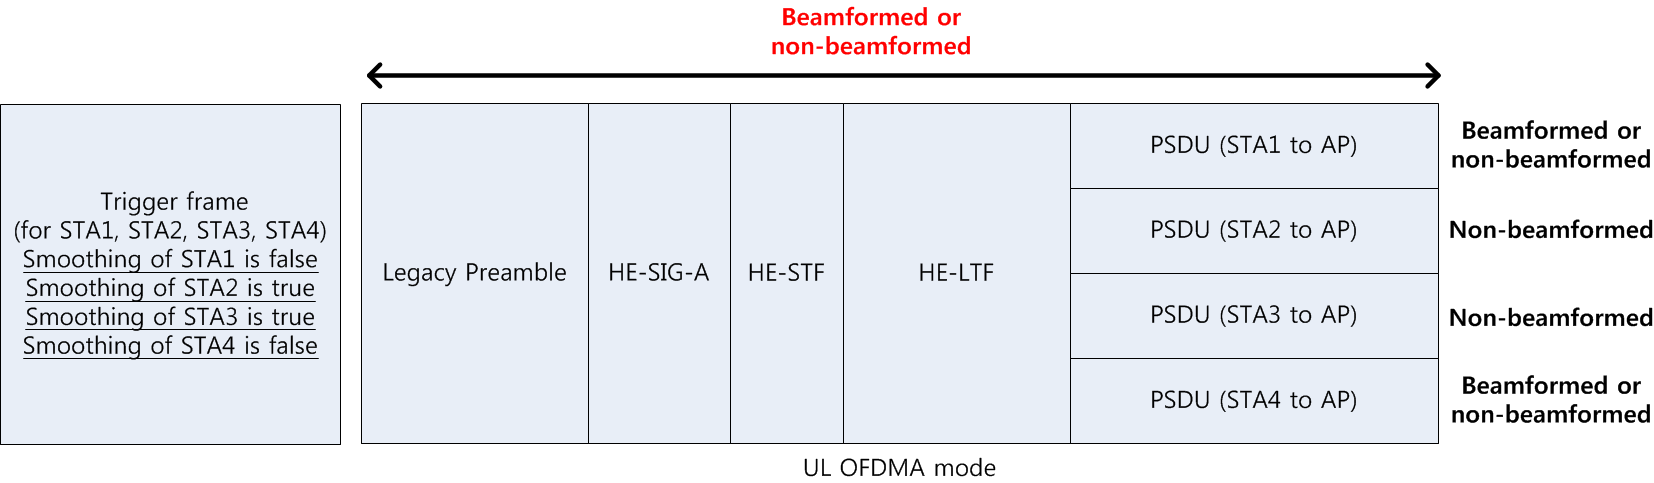 Beamformed or
non-beamformed
Trigger frame
(for STA1, STA2, STA3, STA4)
Smoothing of STA1 is false
Smoothing of STA2 is true
Smoothing of STA3 is true
Smoothing of STA4 is false
Legacy Preamble
HE-SIG-A
HE-STF
HE-LTF
PSDU (STA1 to AP)
Beamformed or
non-beamformed
PSDU (STA2 to AP)
Non-beamformed
PSDU (STA3 to AP)
Non-beamformed
PSDU (STA4 to AP)
Beamformed or
non-beamformed
UL OFDMA mode